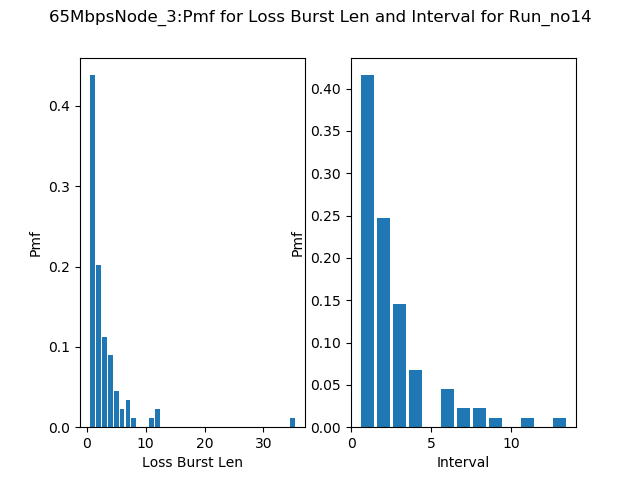 65MbpsNode_3:Pmf for Loss Burst Len and Interval for Run_no14
Pmf
0.4
0.3
0.2
0.1
0.0
0 10 20 30
Loss Burst Len
Pmf
0.40
0.35
0.30
0.25
0.20
0.15
0.10
0.05
0.00
0 5 10
Interval